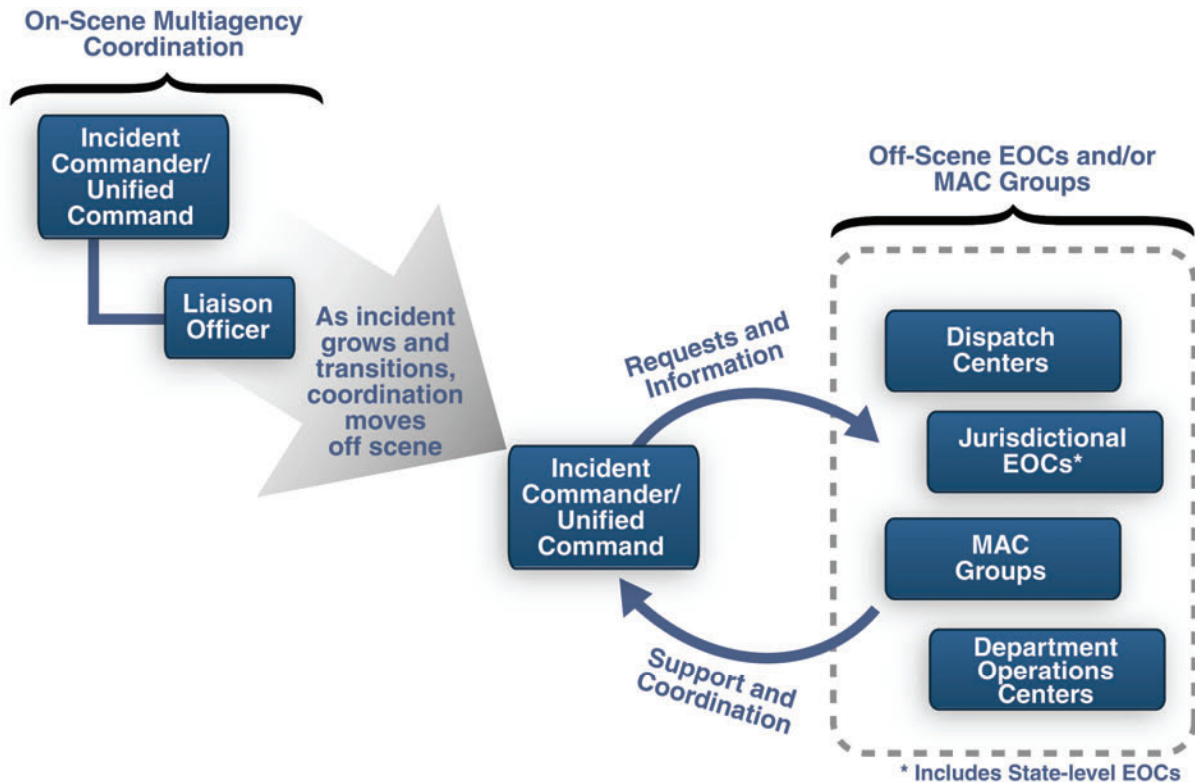 On-Scene Multiagency
Coordination
Incident
Commander/
Unified
Command
Liaison
Officer
As incident
grows and
transitions,
coordination
moves
off scene
Incident
Commander/
Unified
Command
Requests and
Information
Support and
Coordination
Off-Scene EOCs and/or
MAC Groups
Dispatch
Centers
Jurisdictional
EOCs*
MAC
Groups
Department
Operations
Centers
* Includes State-level EOCs